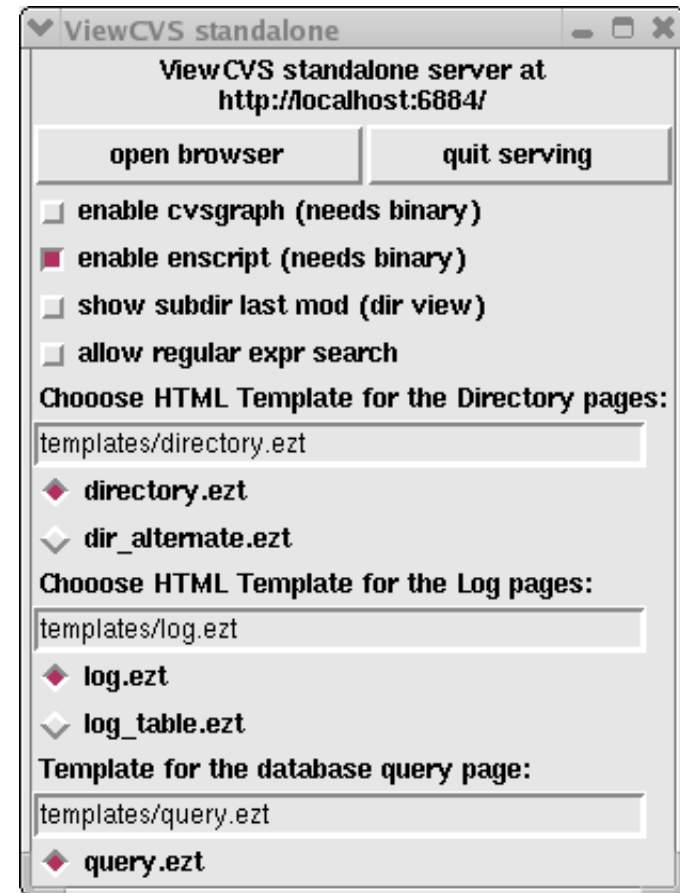 ViewCVS standalone
ViewCVS standalone server at
http://localhost:6884/
open browser quit serving
enable cvsgraph (needs binary)
enable enscript (needs binary)
show subdir last mod (dir view)
allow regular expr search
Chooose HTML Template for the Directory pages:
templates/directory.ezt
directory.ezt
dir_alternate.ezt
Chooose HTML Template for the Log pages:
templates/log.ezt
log.ezt
log_table.ezt
Template for the database query page:
templates/query.ezt
query.ezt